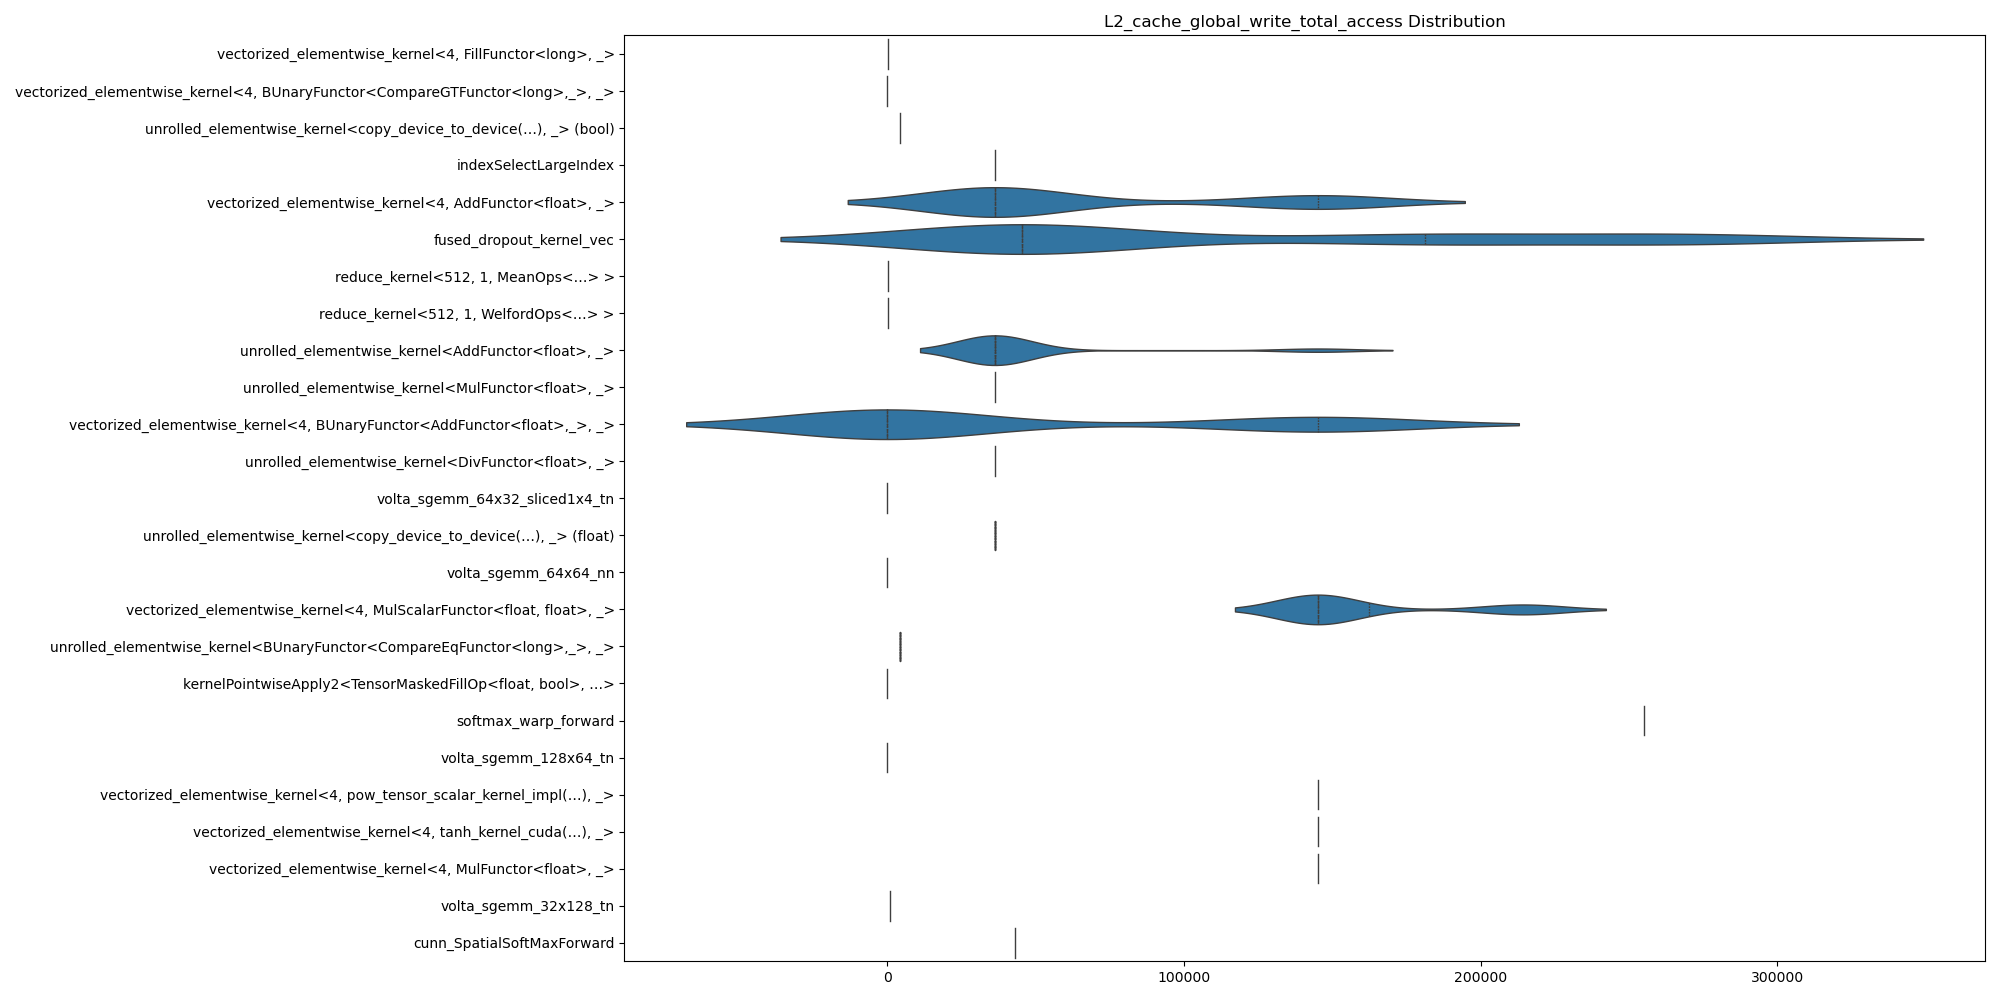 L2_cache_global_write_total_access Distribution
vectorized_elementwise_kernel<4, FillFunctor<long>, _>
vectorized_elementwise_kernel<4, BUnaryFunctor<CompareGTFunctor<long>,_>, _>
unrolled_elementwise_kernel<copy_device_to_device(...), _> (bool)
indexSelectLargeIndex
vectorized_elementwise_kernel<4, AddFunctor<float>, _>
fused_dropout_kernel_vec
reduce_kernel<512, 1, MeanOps<...> >
reduce_kernel<512, 1, WelfordOps<...> >
unrolled_elementwise_kernel<AddFunctor<float>, _>
unrolled_elementwise_kernel<MulFunctor<float>, _>
vectorized_elementwise_kernel<4, BUnaryFunctor<AddFunctor<float>,_>, _>
unrolled_elementwise_kernel<DivFunctor<float>, _>
volta_sgemm_64x32_sliced1x4_tn
unrolled_elementwise_kernel<copy_device_to_device(...), _> (float)
volta_sgemm_64x64_nn
vectorized_elementwise_kernel<4, MulScalarFunctor<float, float>, _>
unrolled_elementwise_kernel<BUnaryFunctor<CompareEqFunctor<long>,_>, _>
kernelPointwiseApply2<TensorMaskedFillOp<float, bool>, ...>
softmax_warp_forward
volta_sgemm_128x64_tn
vectorized_elementwise_kernel<4, pow_tensor_scalar_kernel_impl(...), _>
vectorized_elementwise_kernel<4, tanh_kernel_cuda(...), _>
vectorized_elementwise_kernel<4, MulFunctor<float>, _>
volta_sgemm_32x128_tn
cunn_SpatialSoftMaxForward
0 100000 200000 300000